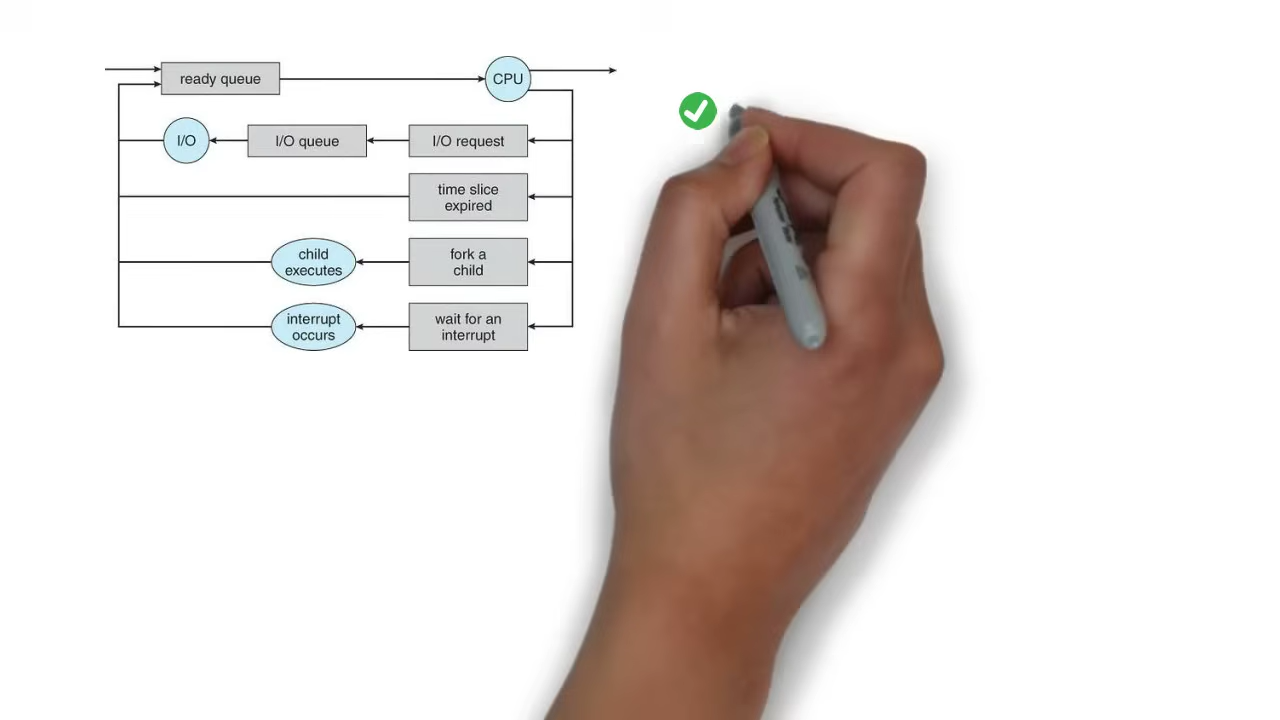 ready queue
CPU
I/O
I/O queue
I/O request
time slice
expired
child
executes
fork a
child
interrupt
occurs
wait for an
interrupt